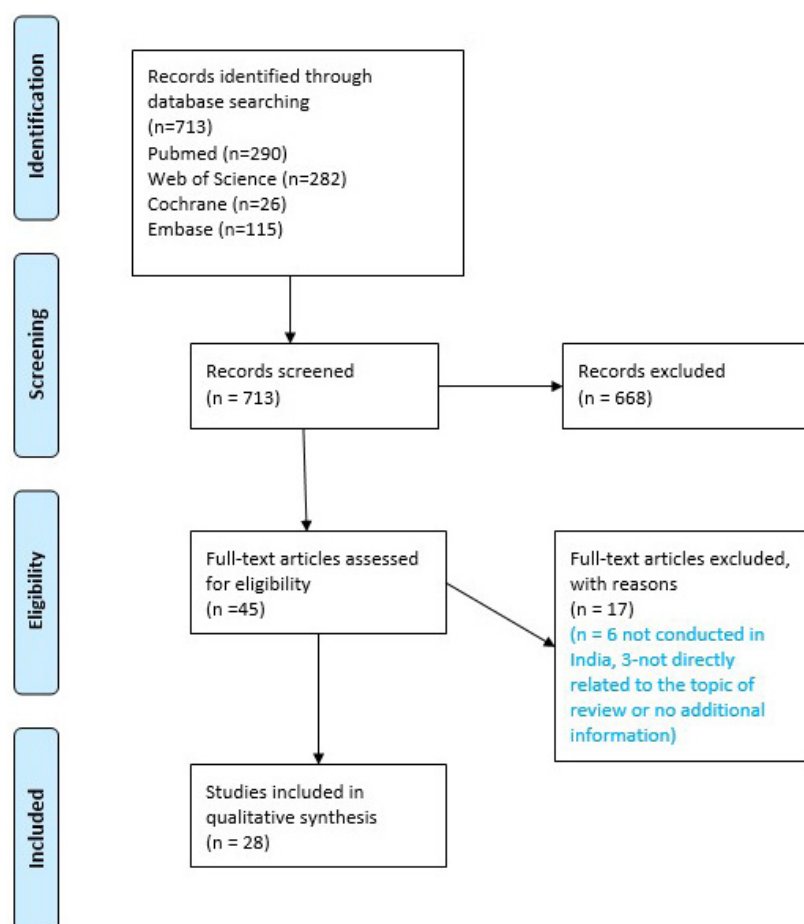 Identification
Records identified through
database searching
(n=713)
Pubmed (n=290)
Web of Science (n=282)
Cochrane (n=26)
Embase (n=115)
Screening
Records screened
(n = 713)
Records excluded
(n = 668)
Eligibility
Full-text articles assessed
for eligibility
(n =45)
Full-text articles excluded,
with reasons
(n = 17)
(n = 6 not conducted in
India, 3-not directly
related to the topic of
review or no additional
information)
Included
Studies included in
qualitative synthesis
(n = 28)